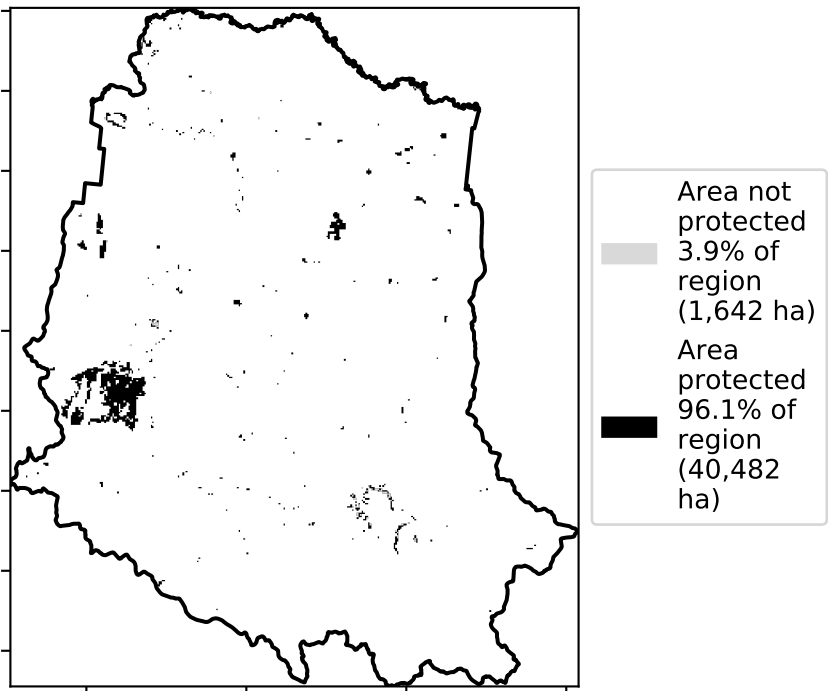 Area not
protected
3.9% of
region
(1,642 ha)
Area
protected
96.1% of
region
(40,482
ha)